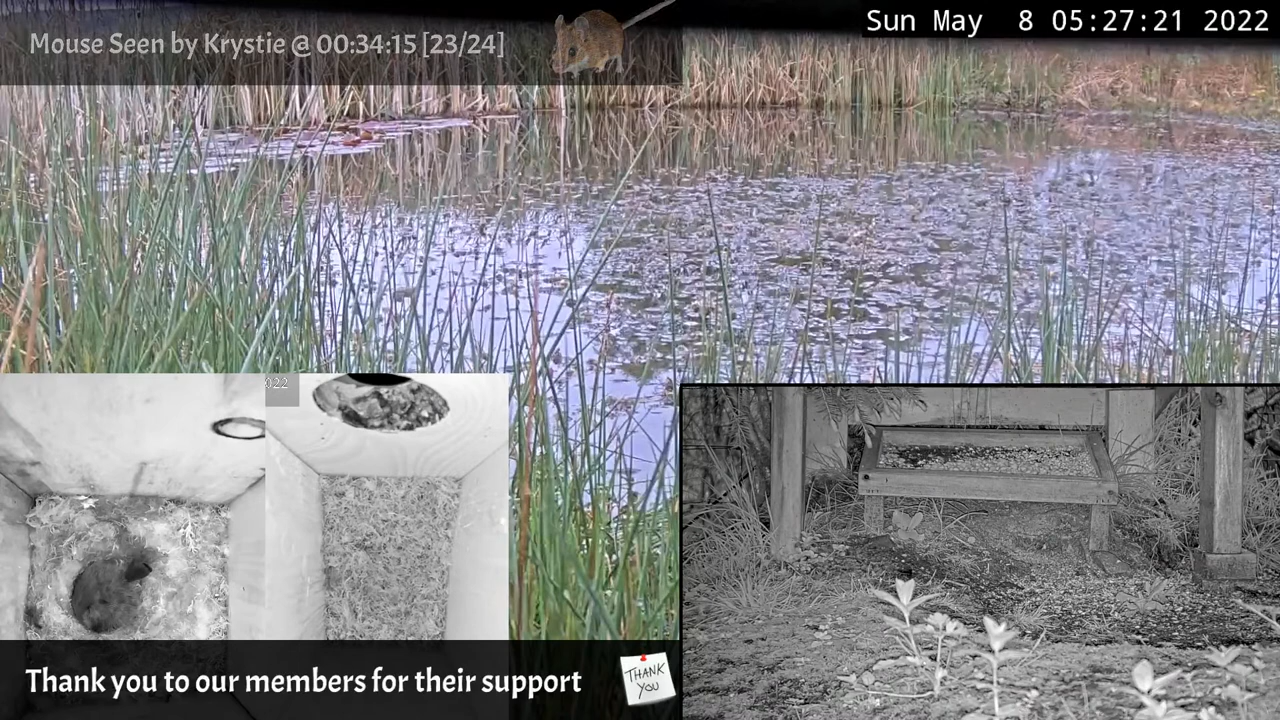 Mouse Seen by Krystie @ 00:34:15 [23/24]
Sun May 8 05:27:21 2022
022
Thank you to our members for their support
THANK
YOU